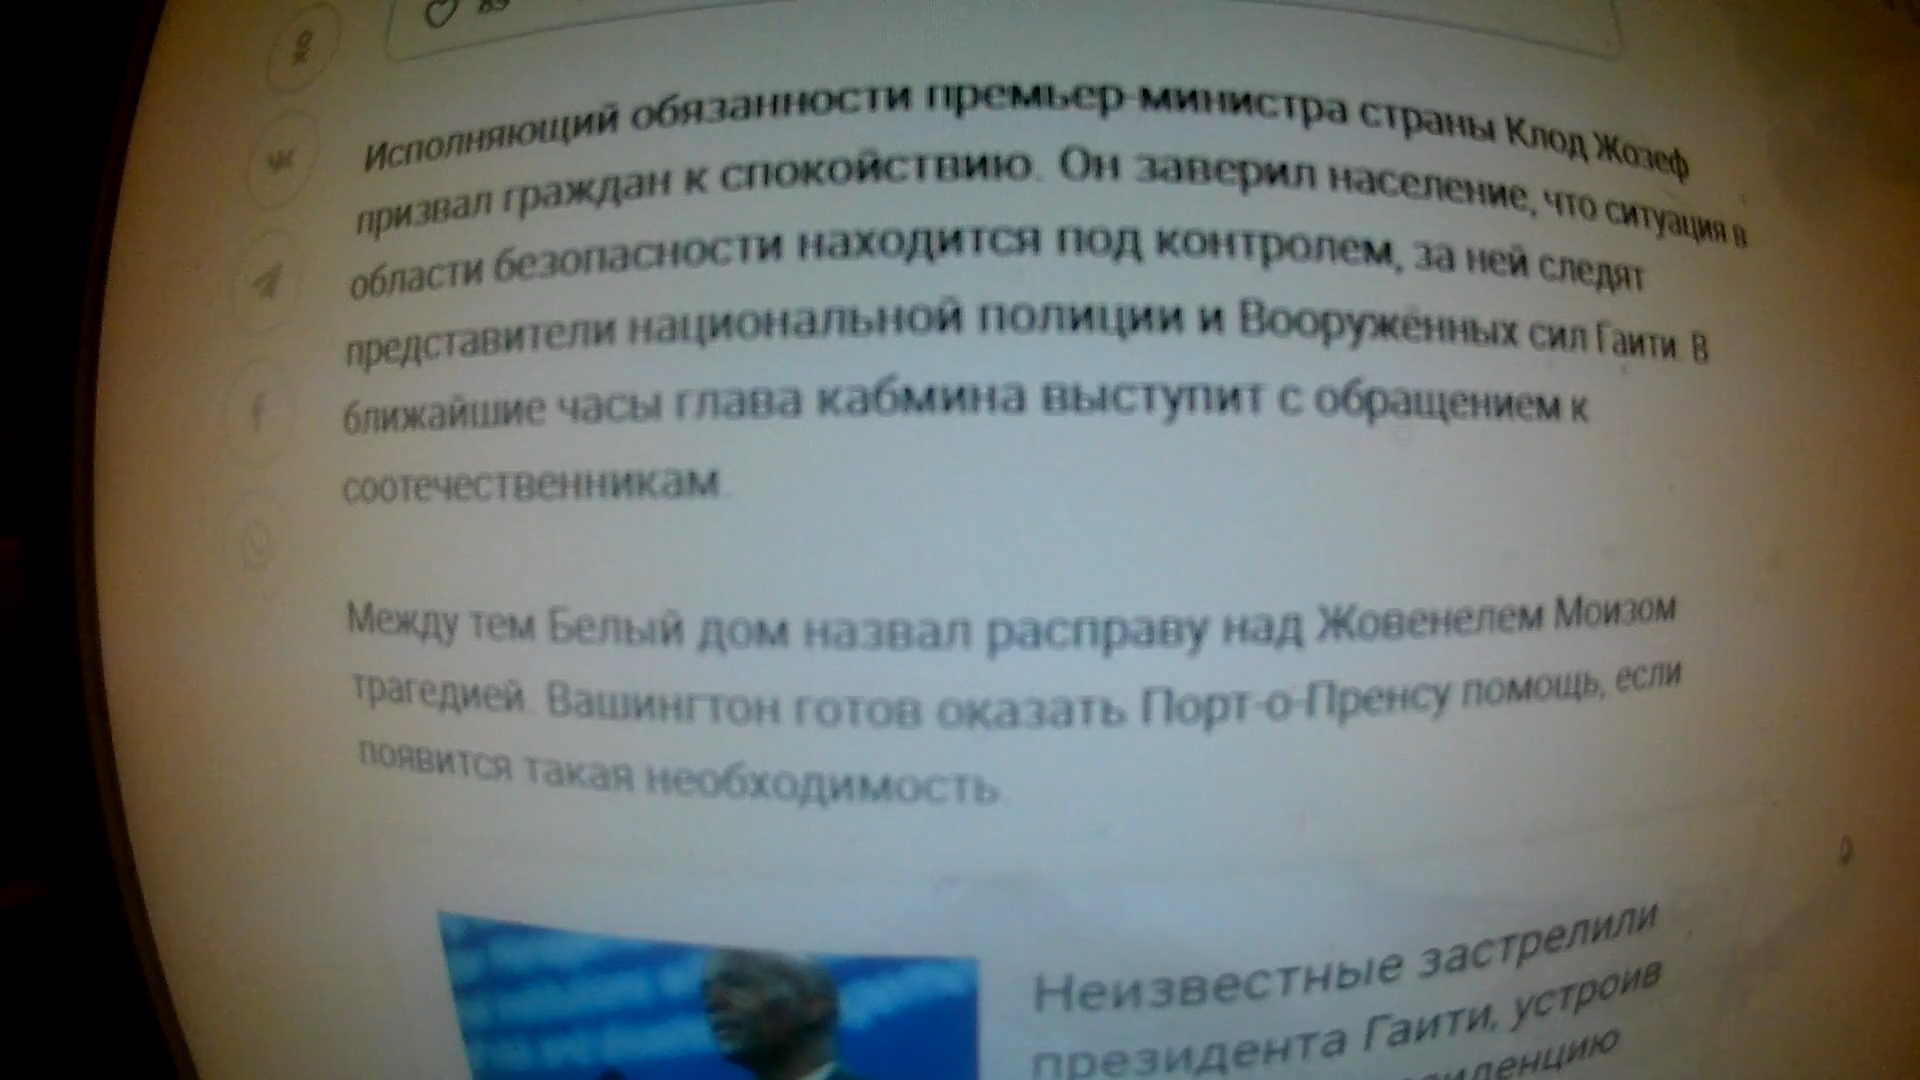 89
Исполняющий обязанности премьер-министра страны Клод Жозеф
призвал граждан к спокойствию. Он заверил население, что ситуация в
области безопасности находится под контролем, за ней следят
представители национальной полиции и Вооружённых сил Гаити. В
ближайшие часы глава кабмина выступит с обращением к
соотечественникам.
Между тем Белый дом назвал расправу над Жовенелем Моизом
трагедией. Вашингтон готов оказать Порт-о-Пренсу помощь, если
появится такая необходимость.
Неизвестные застрелили
президента Гаити, устроив